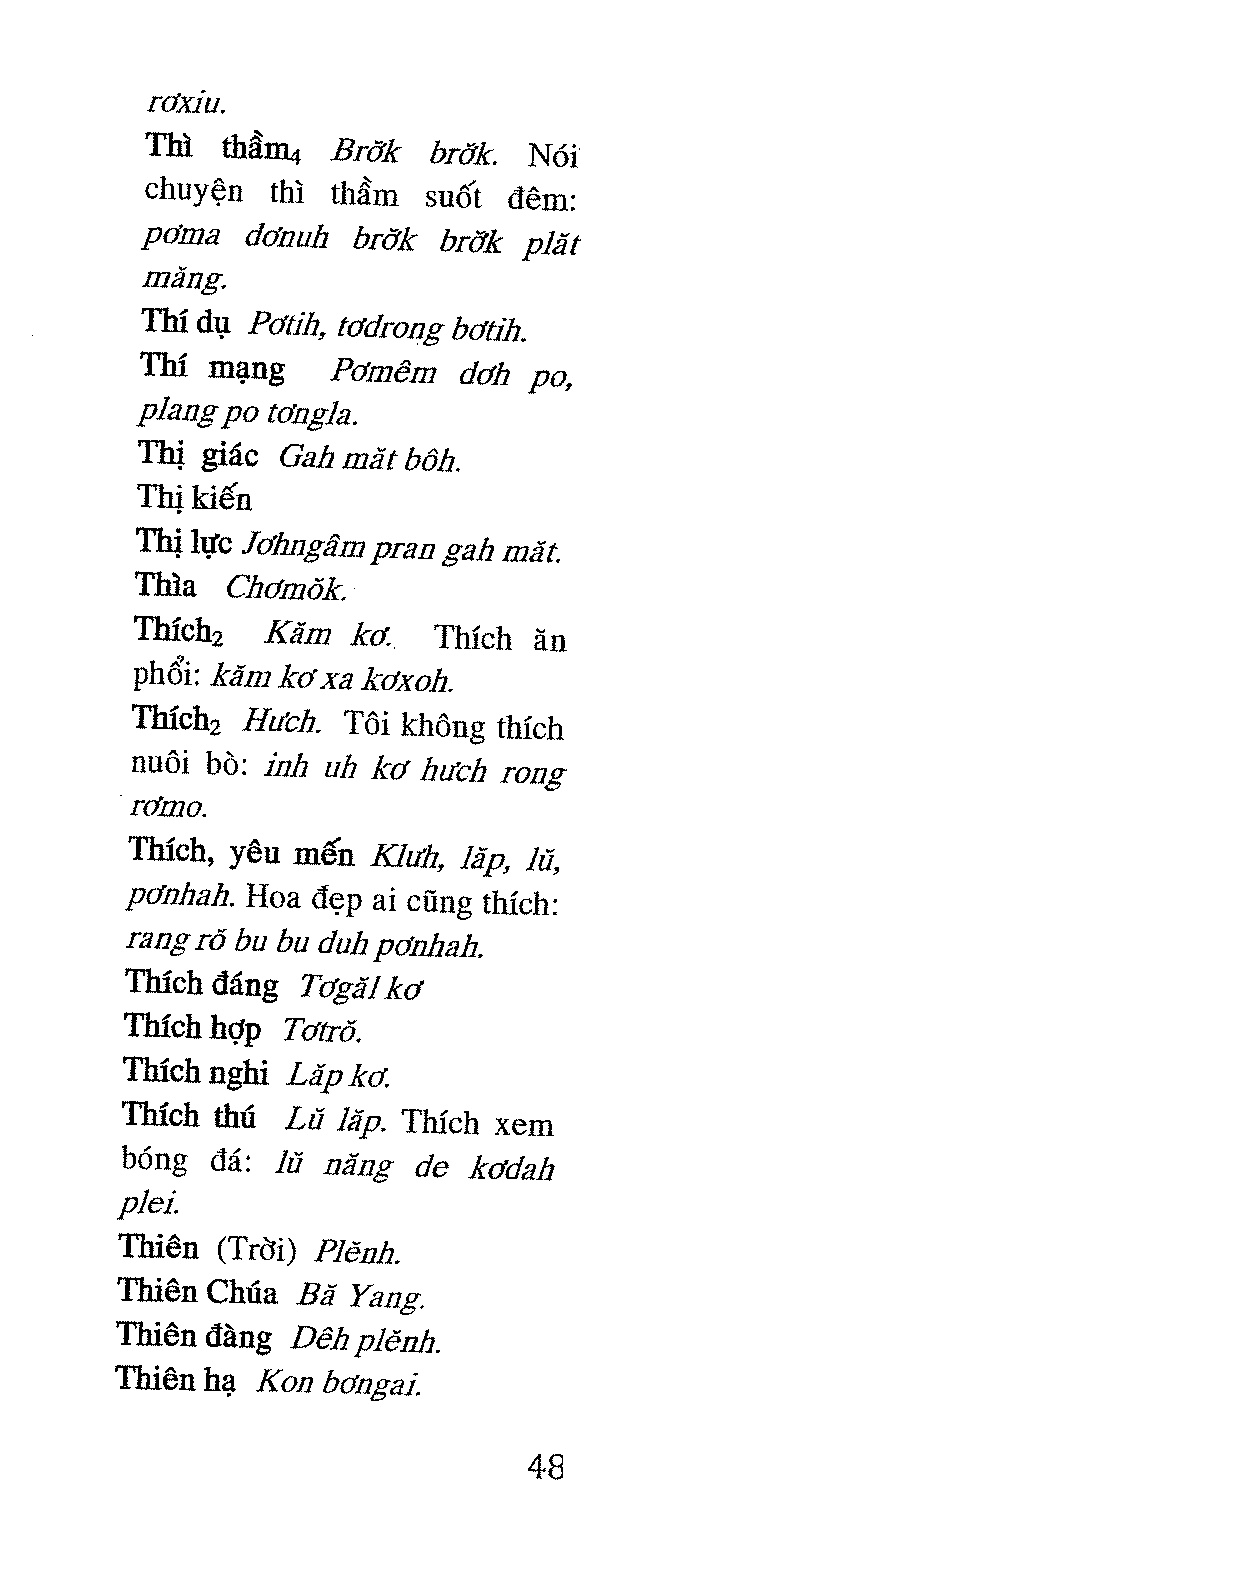 rơxiu.
Thì thầm₄ Brơ̆k brơ̆k. Nói
chuyện thì thầm suốt đêm:
pơma dơnuh brơ̆k brơ̆k plăt
măng.
Thí dụ Pơtih, tơdrong bơtih.
Thí mạng Pơmêm dơh po,
plang po tơngla.
Thị giác Gah măt bôh.
Thị kiến
Thị lực Jơhngâm pran gah măt.
Thìa Chơmŏk.
Thích₂ Kăm kơ. Thích ăn
phổi: kăm kơ xa kơxoh.
Thích₂ Hưch. Tôi không thích
nuôi bò: inh uh kơ hưch rong
rơmo.
Thích, yêu mến Klưh, lăp, lŭ,
pơnhah. Hoa đẹp ai cũng thích:
rang rŏ bu bu duh pơnhah.
Thích đáng Tơgăl kơ
Thích hợp Tơtrŏ.
Thích nghi Lăp kơ.
Thích thú Lŭ lăp. Thích xem
bóng đá: lŭ năng de kơdah
plei.
Thiên (Trời) Plĕnh.
Thiên Chúa Bă Yang.
Thiên đàng Dêh plĕnh.
Thiên hạ Kon bơngai.
48